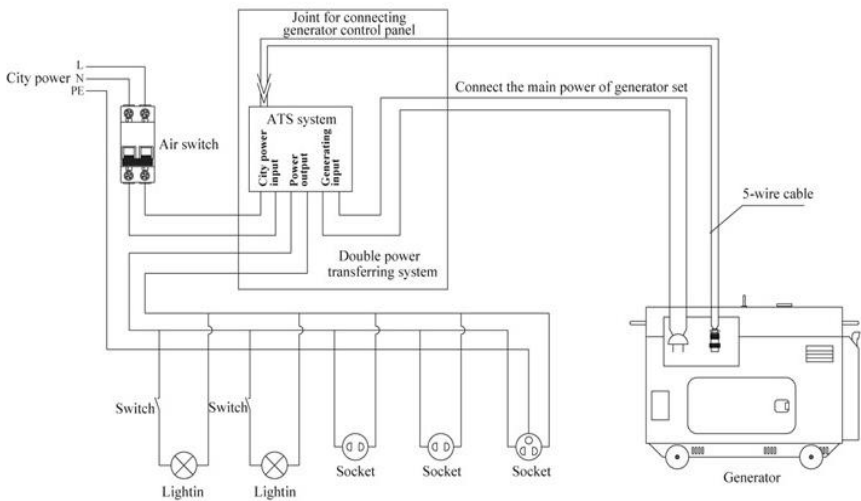 Joint for connecting
generator control panel
City power
L
N
PE
Air switch
ATS system
City power
input
Power
output
Generating
input
Connect the main power of generator set
5-wire cable
Double power
transferring system
Switch
Switch
Lightin
Lightin
Socket
Socket
Socket
Generator